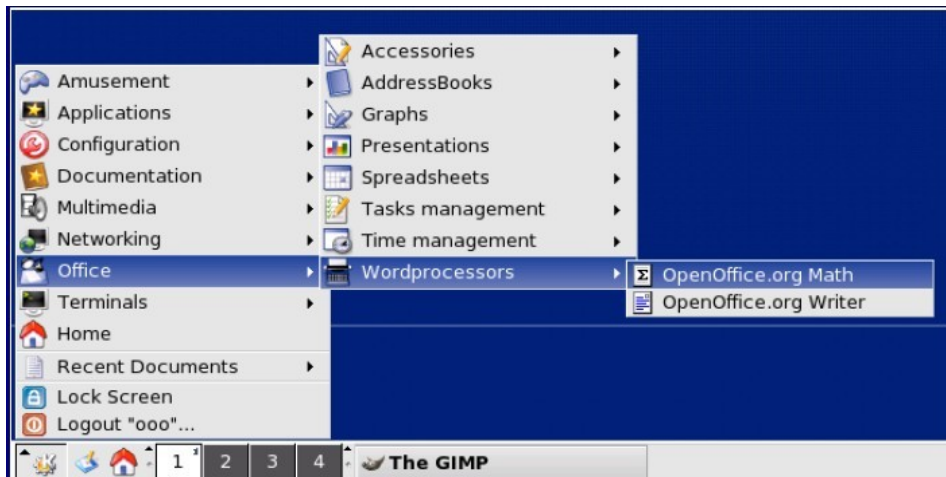 Amusement
Applications
Configuration
Documentation
Multimedia
Networking
Office
Terminals
Home
Recent Documents
Lock Screen
Logout "ooo"...
Accessories
AddressBooks
Graphs
Presentations
Spreadsheets
Tasks management
Time management
Wordprocessors
OpenOffice.org Math
OpenOffice.org Writer
1 2 3 4 The GIMP